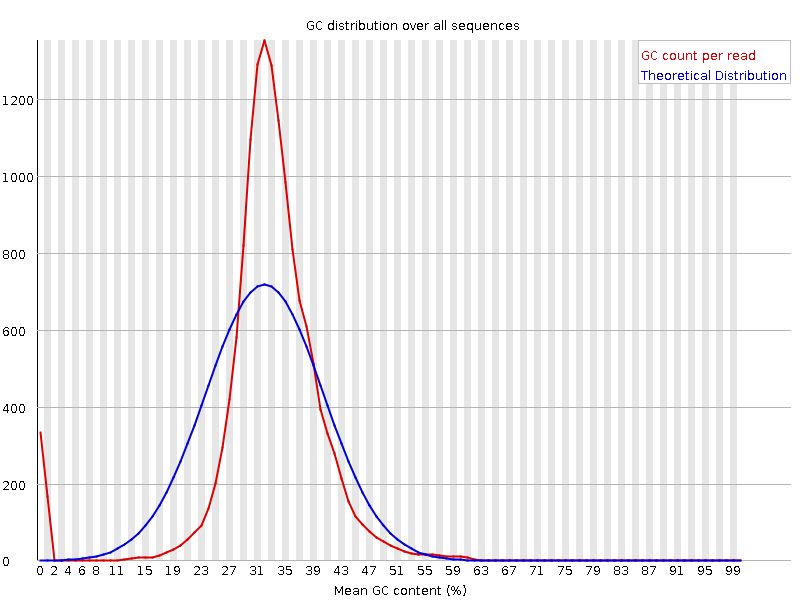 GC distribution over all sequences
GC count per read
Theoretical Distribution
1200
1000
800
600
400
200
0
0 2 4 6 8 11 15 19 23 27 31 35 39 43 47 51 55 59 63 67 71 75 79 83 87 91 95 99
Mean GC content (%)